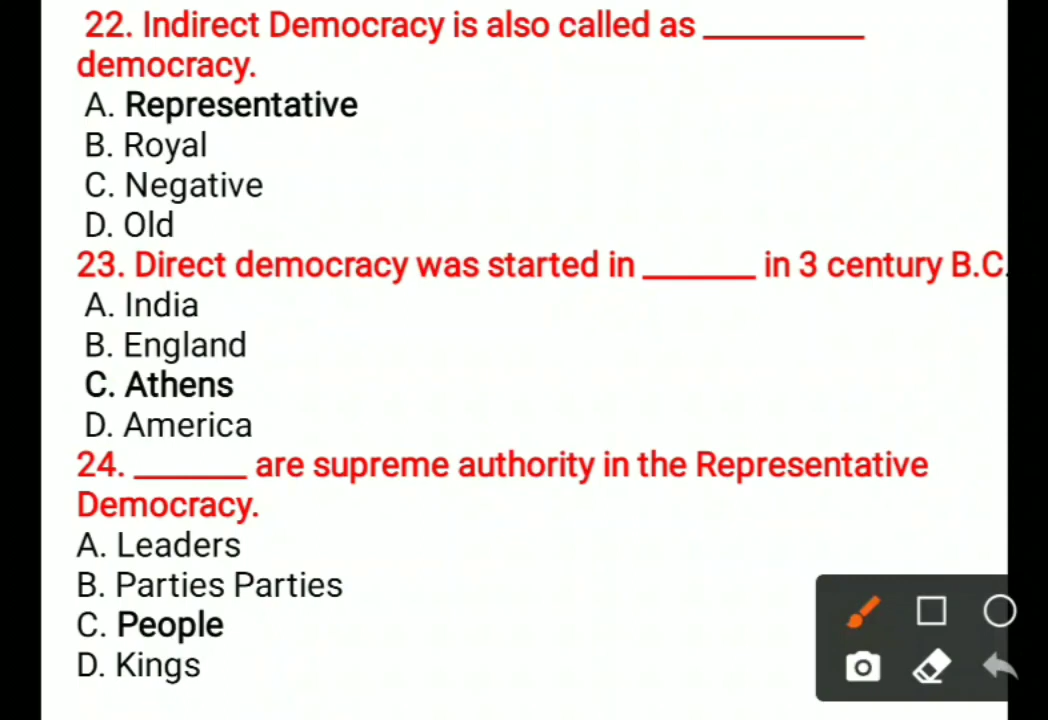 22. Indirect Democracy is also called as __________
democracy.
A. Representative
B. Royal
C. Negative
D. Old
23. Direct democracy was started in _______ in 3 century B.C.
A. India
B. England
C. Athens
D. America
24. _______ are supreme authority in the Representative
Democracy.
A. Leaders
B. Parties Parties
C. People
D. Kings